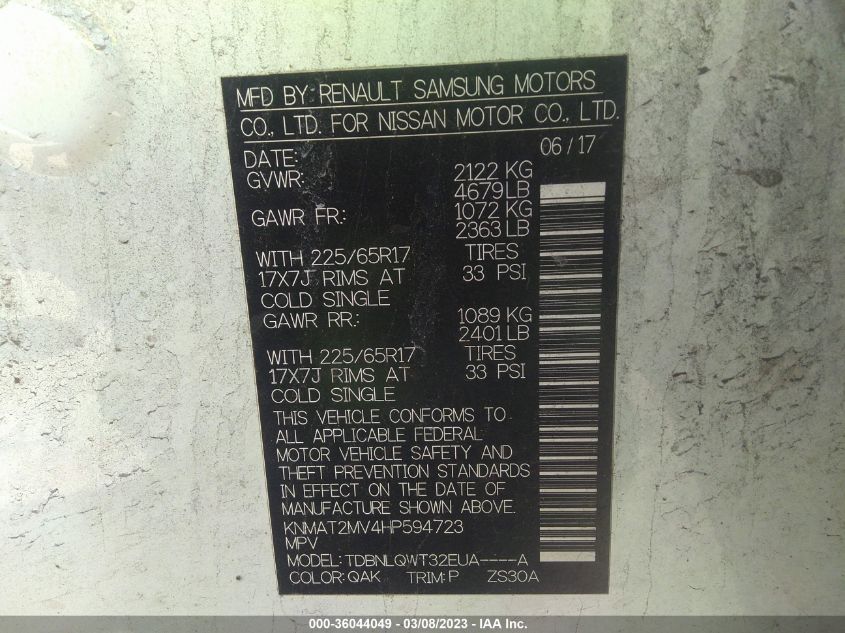 MFD BY: RENAULT SAMSUNG MOTORS
CO., LTD. FOR NISSAN MOTOR CO., LTD.
DATE: 06/17
GVWR: 2122 KG
4679 LB
GAWR FR.: 1072 KG
2363 LB
WITH 225/65R17 TIRES
17X7J RIMS AT 33 PSI
COLD SINGLE
GAWR RR.: 1089 KG
2401 LB
WITH 225/65R17 TIRES
17X7J RIMS AT 33 PSI
COLD SINGLE
THIS VEHICLE CONFORMS TO
ALL APPLICABLE FEDERAL
MOTOR VEHICLE SAFETY AND
THEFT PREVENTION STANDARDS
IN EFFECT ON THE DATE OF
MANUFACTURE SHOWN ABOVE.
KNMAT2MV4HP594723
MPV
MODEL: TDBNLQWT32EUA----A
COLOR: QAK TRIM: P ZS30A
000-36044049 - 03/08/2023 - IAA Inc.